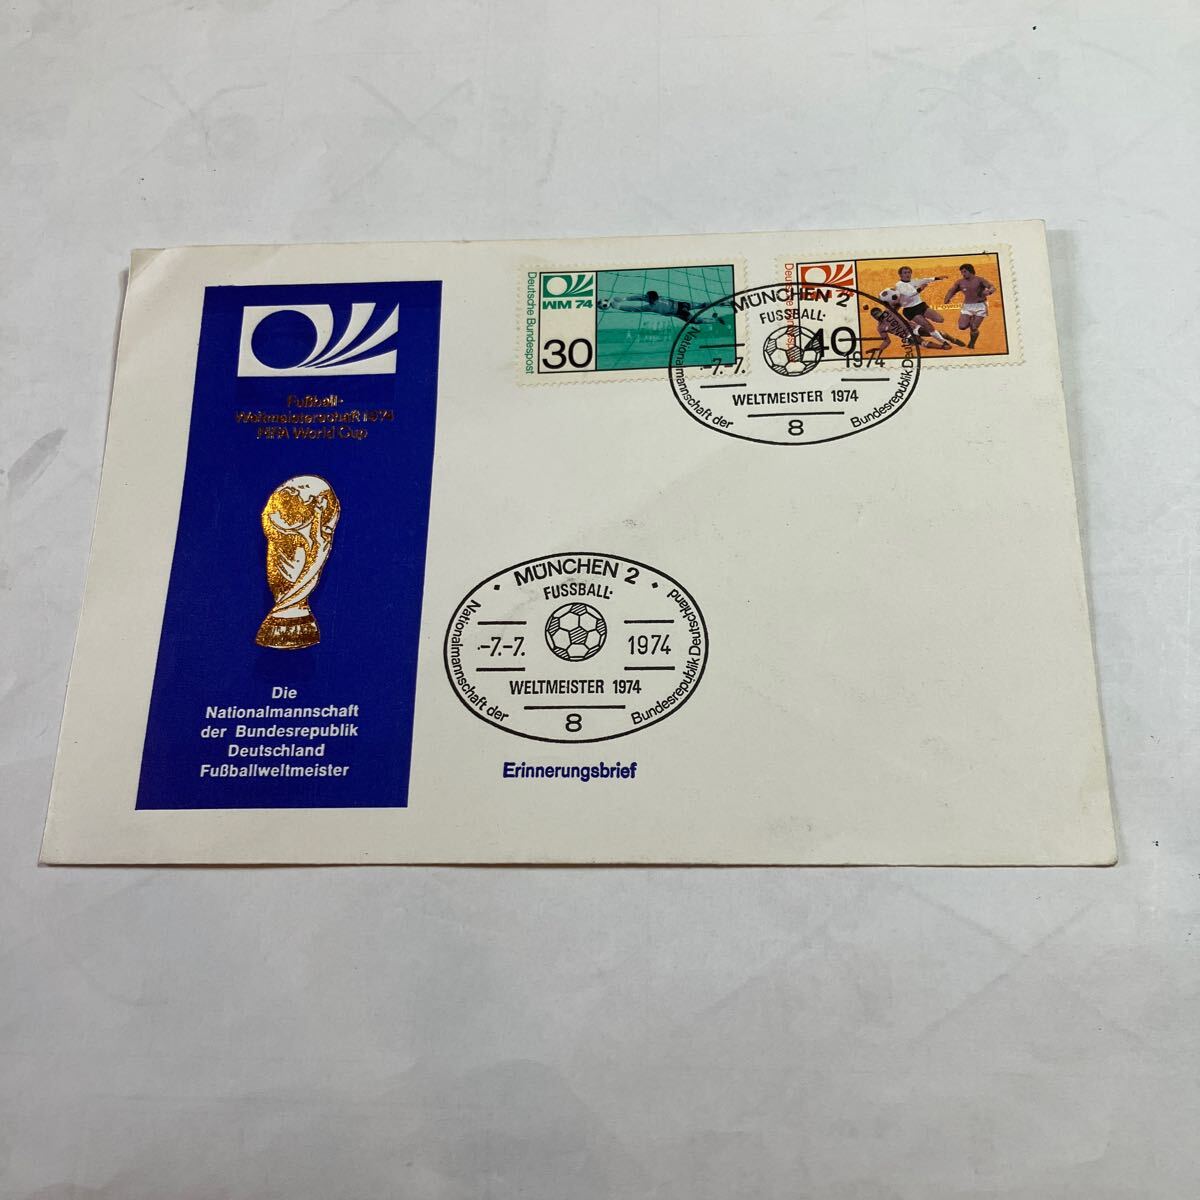 Fußball-
Weltmeisterschaft 1974
FIFA World Cup
Die
Nationalmannschaft
der Bundesrepublik
Deutschland
Fußballweltmeister
Deutsche Bundespost
WM 74
30
Deutsche
40
MÜNCHEN 2
FUSSBALL-
-7.-7.
1974
WELTMEISTER 1974
Nationalmannschaft der
Bundesrepublik Deutschland
8
MÜNCHEN 2
FUSSBALL-
-7.-7.
1974
WELTMEISTER 1974
Nationalmannschaft der
Bundesrepublik Deutschland
8
Erinnerungsbrief